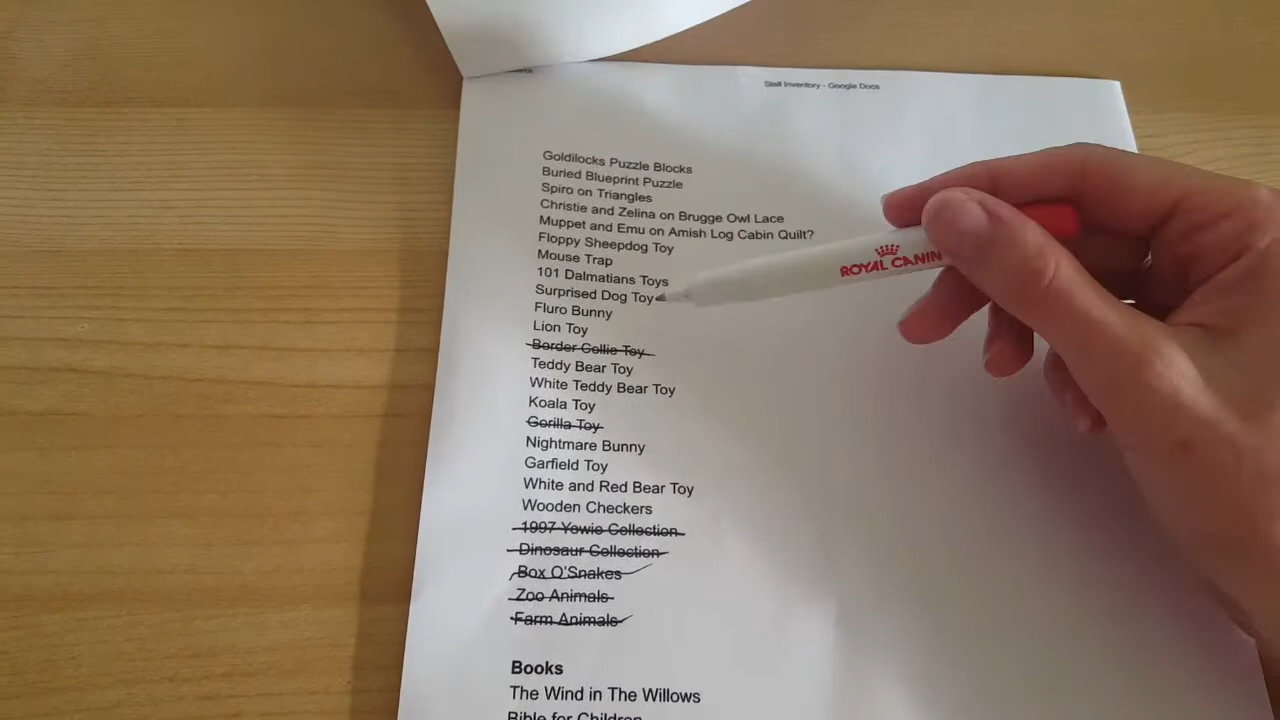 Stall Inventory - Google Docs
Goldilocks Puzzle Blocks
Buried Blueprint Puzzle
Spiro on Triangles
Christie and Zelina on Brugge Owl Lace
Muppet and Emu on Amish Log Cabin Quilt?
Floppy Sheepdog Toy
Mouse Trap
101 Dalmatians Toys
Surprised Dog Toy
Fluro Bunny
Lion Toy
Border Collie Toy
Teddy Bear Toy
White Teddy Bear Toy
Koala Toy
Gorilla Toy
Nightmare Bunny
Garfield Toy
White and Red Bear Toy
Wooden Checkers
1997 Yowie Collection
Dinosaur Collection
Box O'Snakes
Zoo Animals
Farm Animals
Books
The Wind in The Willows
Bible for Children
ROYAL CANIN